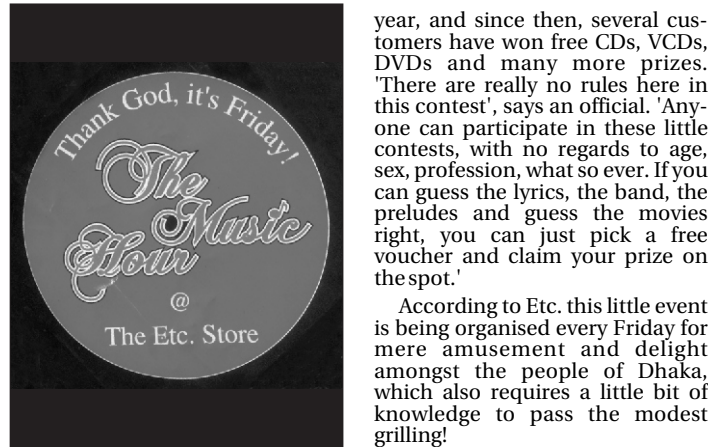 Thank God, it's Friday!
The
Music
Hour
@
The Etc. Store
year, and since then, several cus-
tomers have won free CDs, VCDs,
DVDs and many more prizes.
'There are really no rules here in
this contest', says an official. 'Any-
one can participate in these little
contests, with no regards to age,
sex, profession, what so ever. If you
can guess the lyrics, the band, the
preludes and guess the movies
right, you can just pick a free
voucher and claim your prize on
the spot.'
According to Etc. this little event
is being organised every Friday for
mere amusement and delight
amongst the people of Dhaka,
which also requires a little bit of
knowledge to pass the modest
grilling!